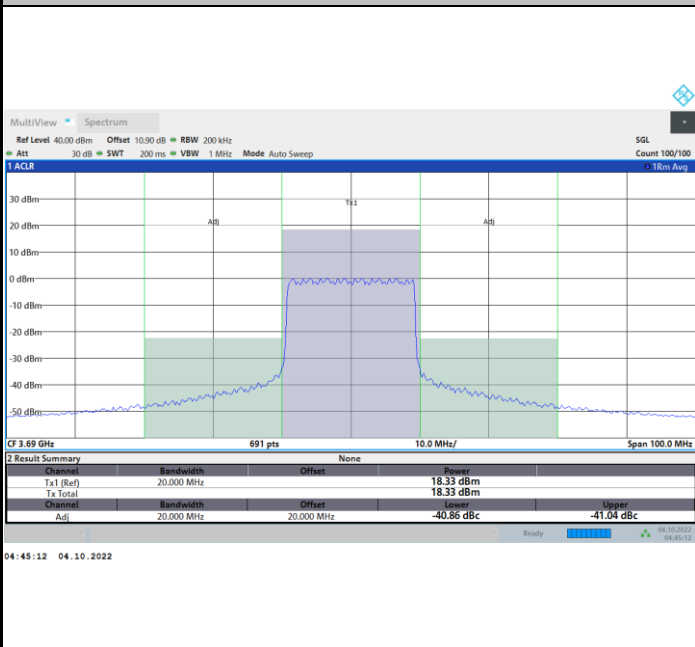 MultiView Spectrum
Ref Level 40.00 dBm Offset 10.90 dB RBW 200 kHz SGL
Att 30 dB SWT 200 ms VBW 1 MHz Mode Auto Sweep Count 100/100
1 ACLR 1Rm Avg
30 dBm
Tx1
20 dBm Adj Adj
10 dBm
0 dBm
-10 dBm
-20 dBm
-30 dBm
-40 dBm
-50 dBm
CF 3.69 GHz 691 pts 10.0 MHz/ Span 100.0 MHz
2 Result Summary None
Channel Bandwidth Offset Power
Tx1 (Ref) 20.000 MHz 18.33 dBm
Tx Total 18.33 dBm
Channel Bandwidth Offset Lower Upper
Adj 20.000 MHz 20.000 MHz -40.86 dBc -41.04 dBc
Ready 04.10.2022
04:45:12
04:45:12 04.10.2022